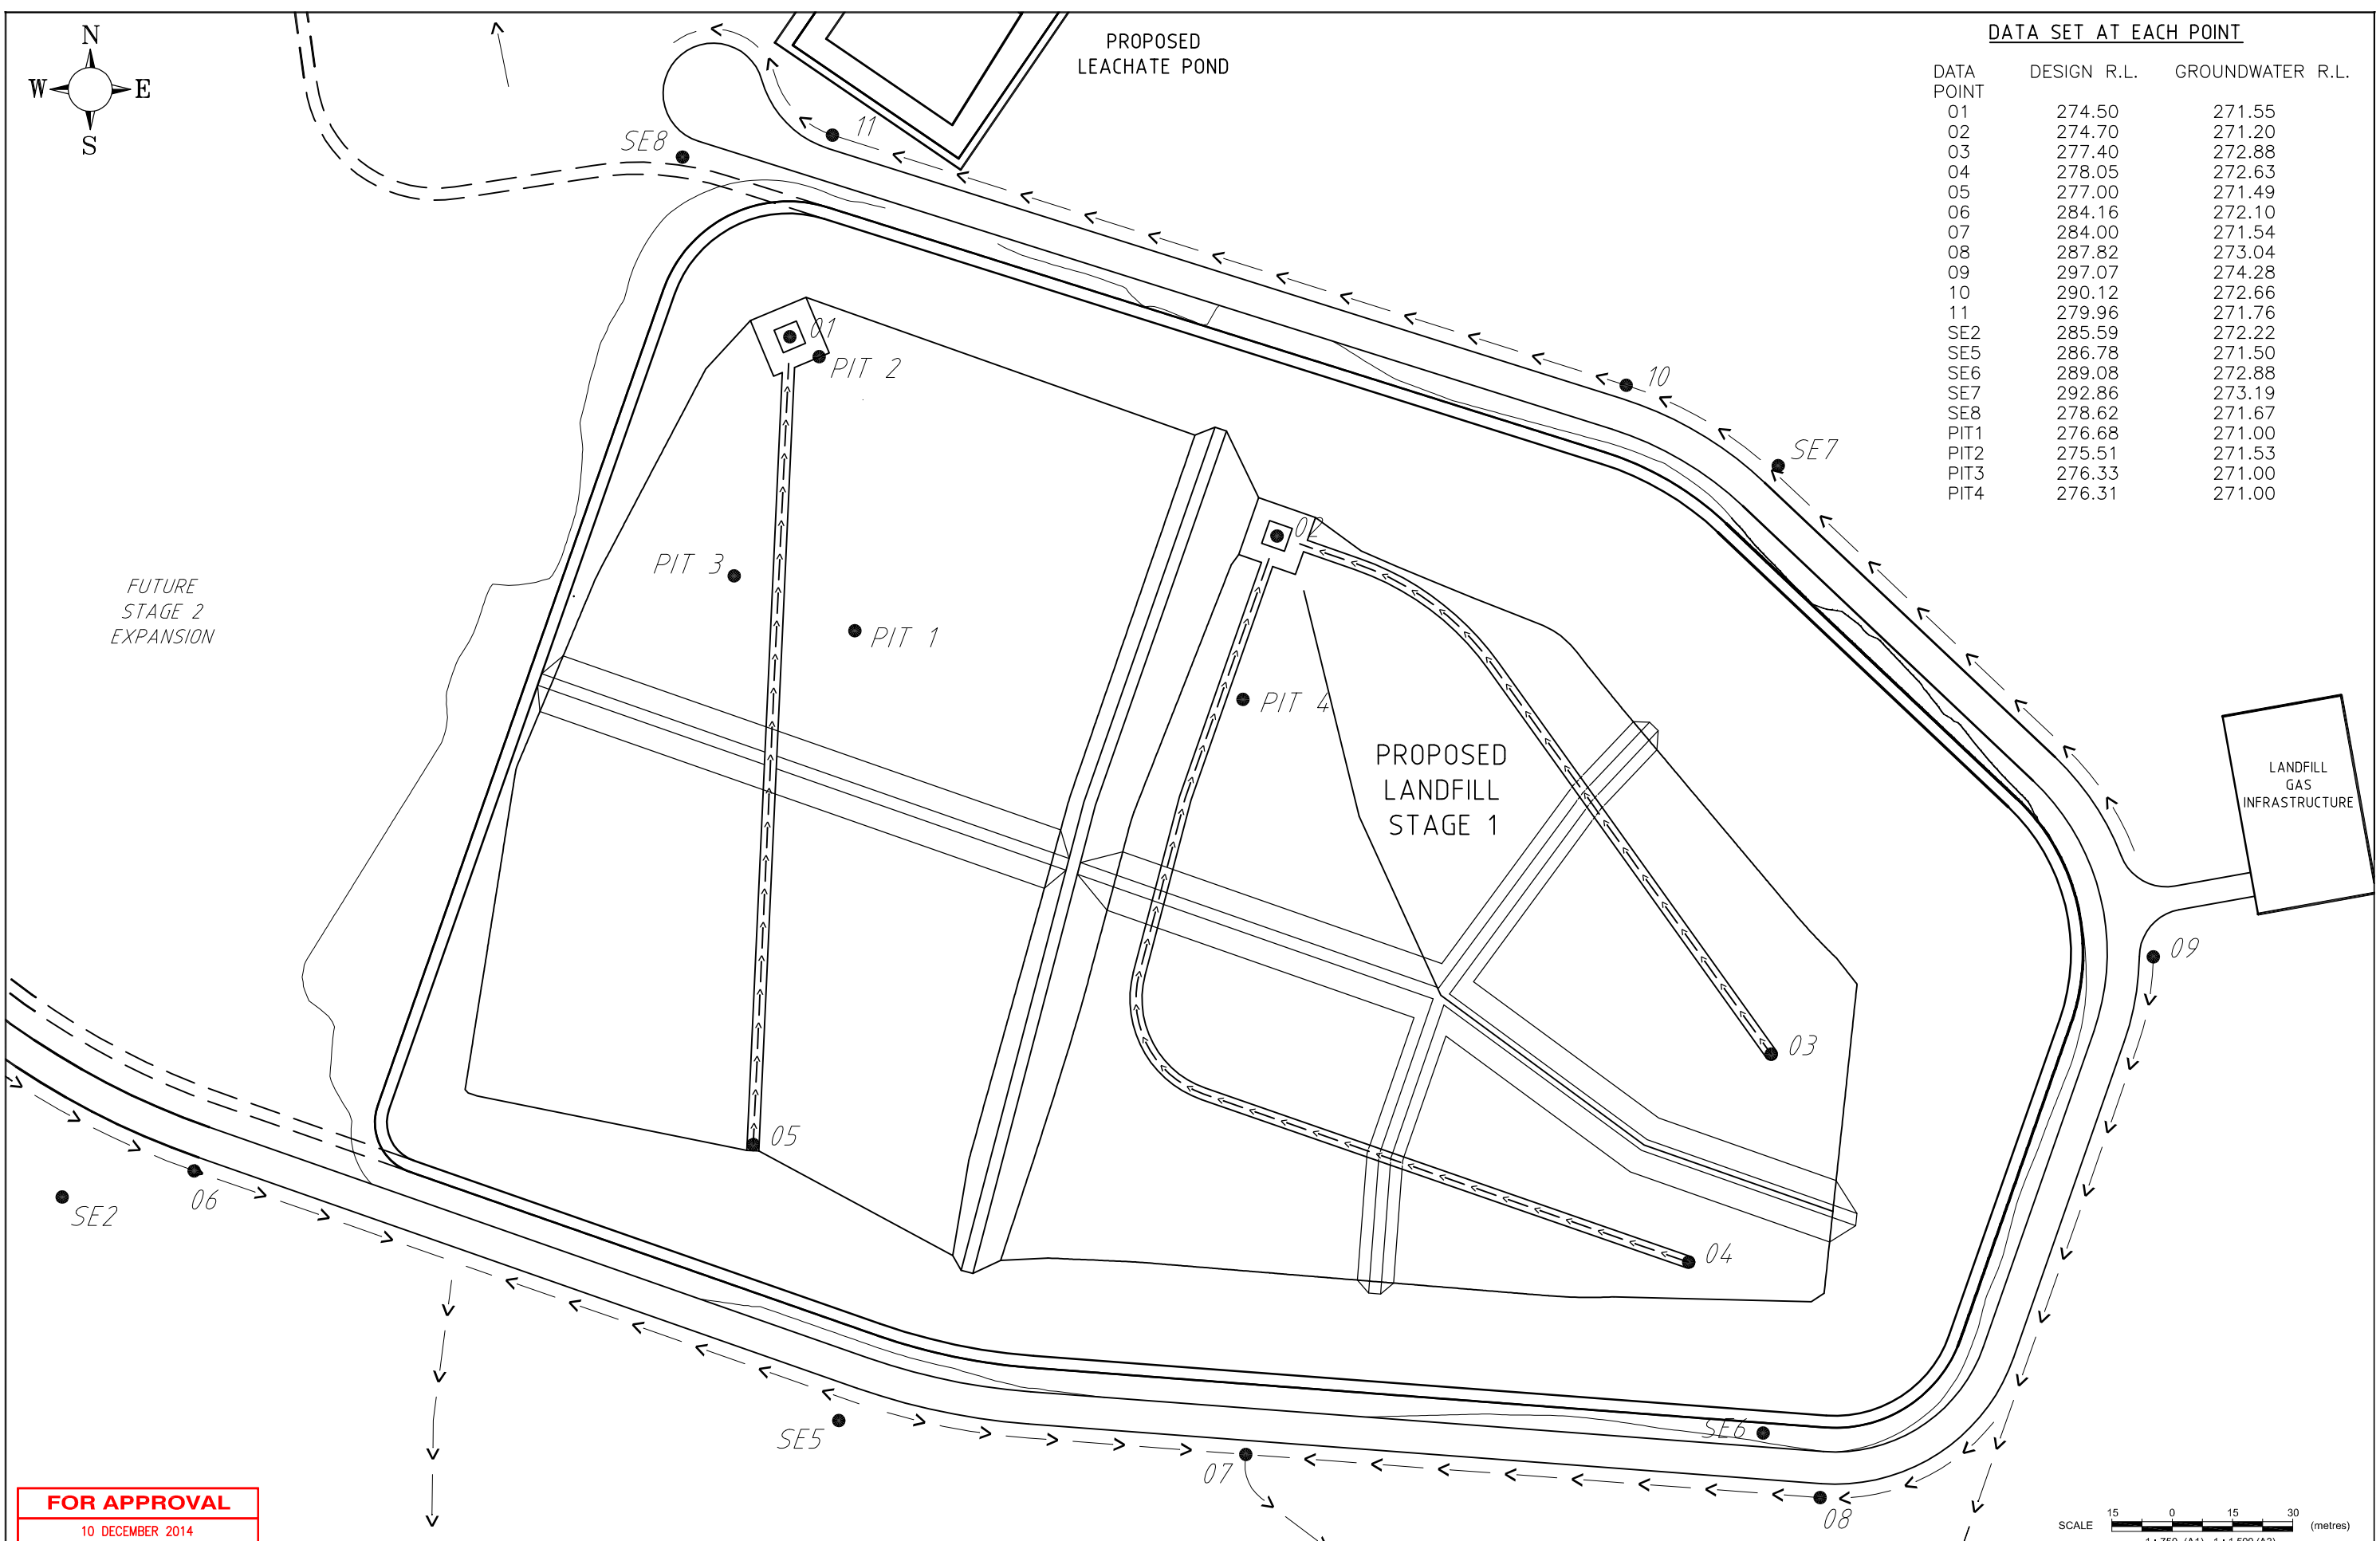 N
W E
S
PROPOSED
LEACHATE POND
DATA SET AT EACH POINT
DATA DESIGN R.L. GROUNDWATER R.L.
POINT
01 274.50 271.55
02 274.70 271.20
03 277.40 272.88
04 278.05 272.63
05 277.00 271.49
06 284.16 272.10
07 284.00 271.54
08 287.82 273.04
09 297.07 274.28
10 290.12 272.66
11 279.96 271.76
SE2 285.59 272.22
SE5 286.78 271.50
SE6 289.08 272.88
SE7 292.86 273.19
SE8 278.62 271.67
PIT1 276.68 271.00
PIT2 275.51 271.53
PIT3 276.33 271.00
PIT4 276.31 271.00
11
SE8
01
PIT 2
10
SE7
02
PIT 3
PIT 1
PIT 4
FUTURE
STAGE 2
EXPANSION
PROPOSED
LANDFILL
STAGE 1
LANDFILL
GAS
INFRASTRUCTURE
09
03
05
06
SE2
04
SE5
SE6
07
08
FOR APPROVAL
10 DECEMBER 2014
SCALE 15 0 15 30 (metres)